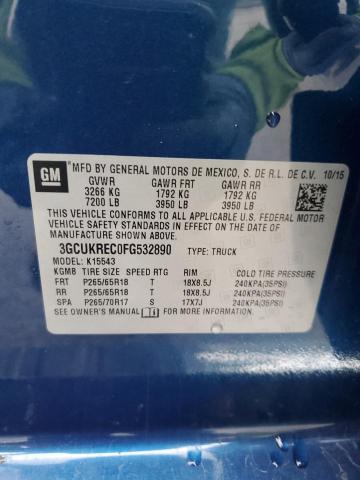 GM
MFD BY GENERAL MOTORS DE MEXICO, S. DE R.L. DE C.V. 10/15
GVWR GAWR FRT GAWR RR
3266 KG 1792 KG 1792 KG
7200 LB 3950 LB 3950 LB
THIS VEHICLE CONFORMS TO ALL APPLICABLE U.S. FEDERAL MOTOR
VEHICLE SAFETY AND THEFT PREVENTION STANDARDS IN EFFECT ON THE DATE OF
MANUFACTURE SHOWN ABOVE.
3GCUKREC0FG532890 TYPE: TRUCK
MODEL: K15543
KGMB TIRE SIZE SPEED RTG RIM COLD TIRE PRESSURE
FRT P265/65R18 T 18X8.5J 240KPA(35PSI)
RR P265/65R18 T 18X8.5J 240KPA(35PSI)
SPA P265/70R17 T 17X7J 240KPA(35PSI)
SEE OWNER'S MANUAL FOR MORE INFORMATION.